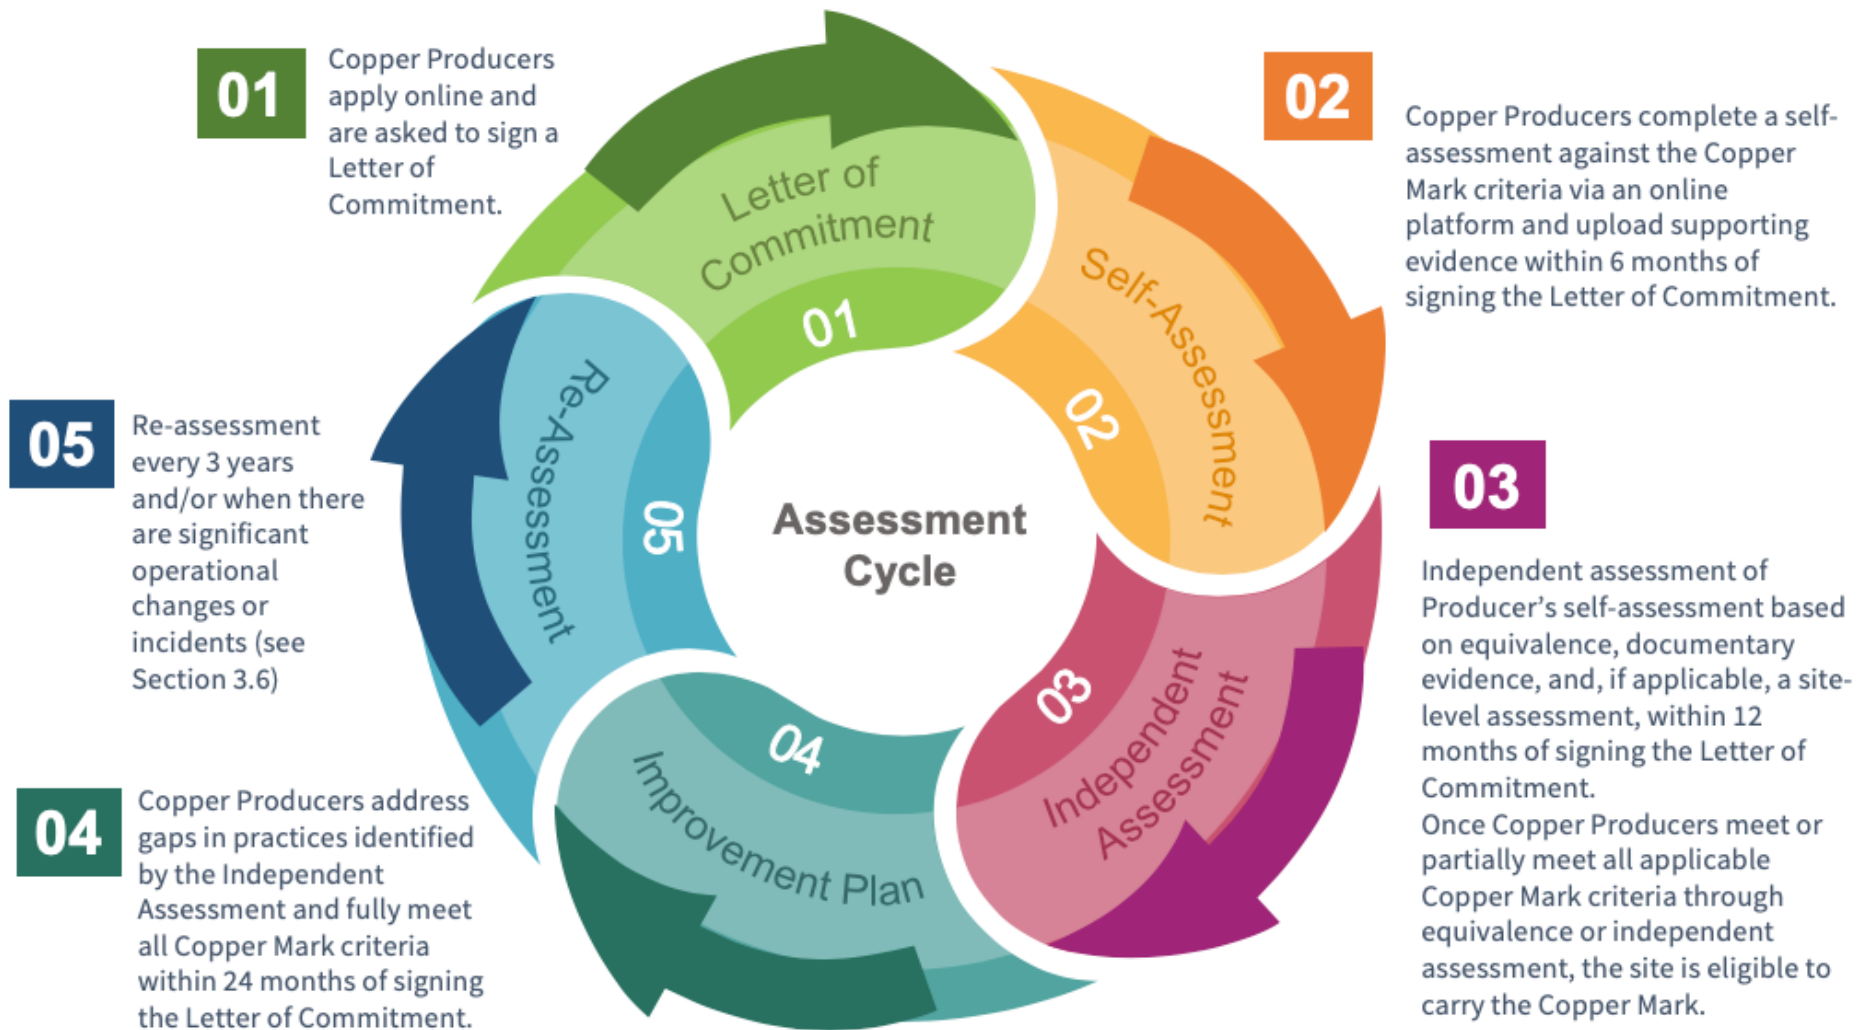 01
Copper Producers
apply online and
are asked to sign a
Letter of
Commitment.
02
Copper Producers complete a self-
assessment against the Copper
Mark criteria via an online
platform and upload supporting
evidence within 6 months of
signing the Letter of Commitment.
03
Independent assessment of
Producer’s self-assessment based
on equivalence, documentary
evidence, and, if applicable, a site-
level assessment, within 12
months of signing the Letter of
Commitment.
Once Copper Producers meet or
partially meet all applicable
Copper Mark criteria through
equivalence or independent
assessment, the site is eligible to
carry the Copper Mark.
04
Copper Producers address
gaps in practices identified
by the Independent
Assessment and fully meet
all Copper Mark criteria
within 24 months of signing
the Letter of Commitment.
05
Re-assessment
every 3 years
and/or when there
are significant
operational
changes or
incidents (see
Section 3.6)
Letter of
Commitment
01
Self-Assessment
02
Independent
Assessment
03
Improvement Plan
04
Re-Assessment
05
Assessment
Cycle